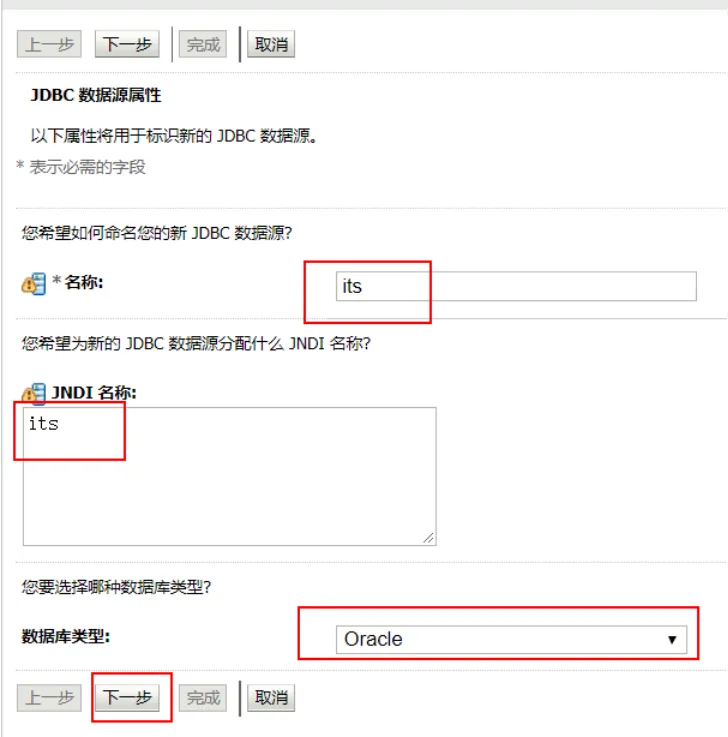 上一步 下一步 完成 取消
JDBC 数据源属性
以下属性将用于标识新的 JDBC 数据源。
* 表示必需的字段
您希望如何命名您的新 JDBC 数据源?
* 名称: its
您希望为新的 JDBC 数据源分配什么 JNDI 名称?
JNDI 名称:
its
您要选择哪种数据库类型?
数据库类型: Oracle
上一步 下一步 完成 取消